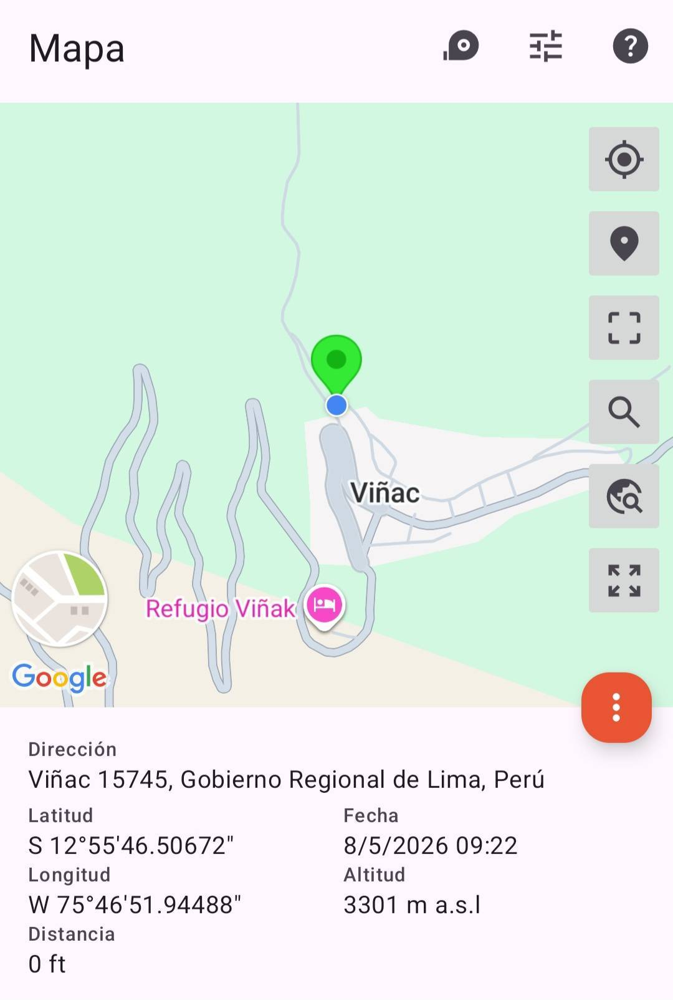 Mapa
Viñac
Refugio Viñak
Google
Dirección
Viñac 15745, Gobierno Regional de Lima, Perú
Latitud
Fecha
S 12°55'46.50672"
8/5/2026 09:22
Longitud
Altitud
W 75°46'51.94488"
3301 m a.s.l
Distancia
0 ft